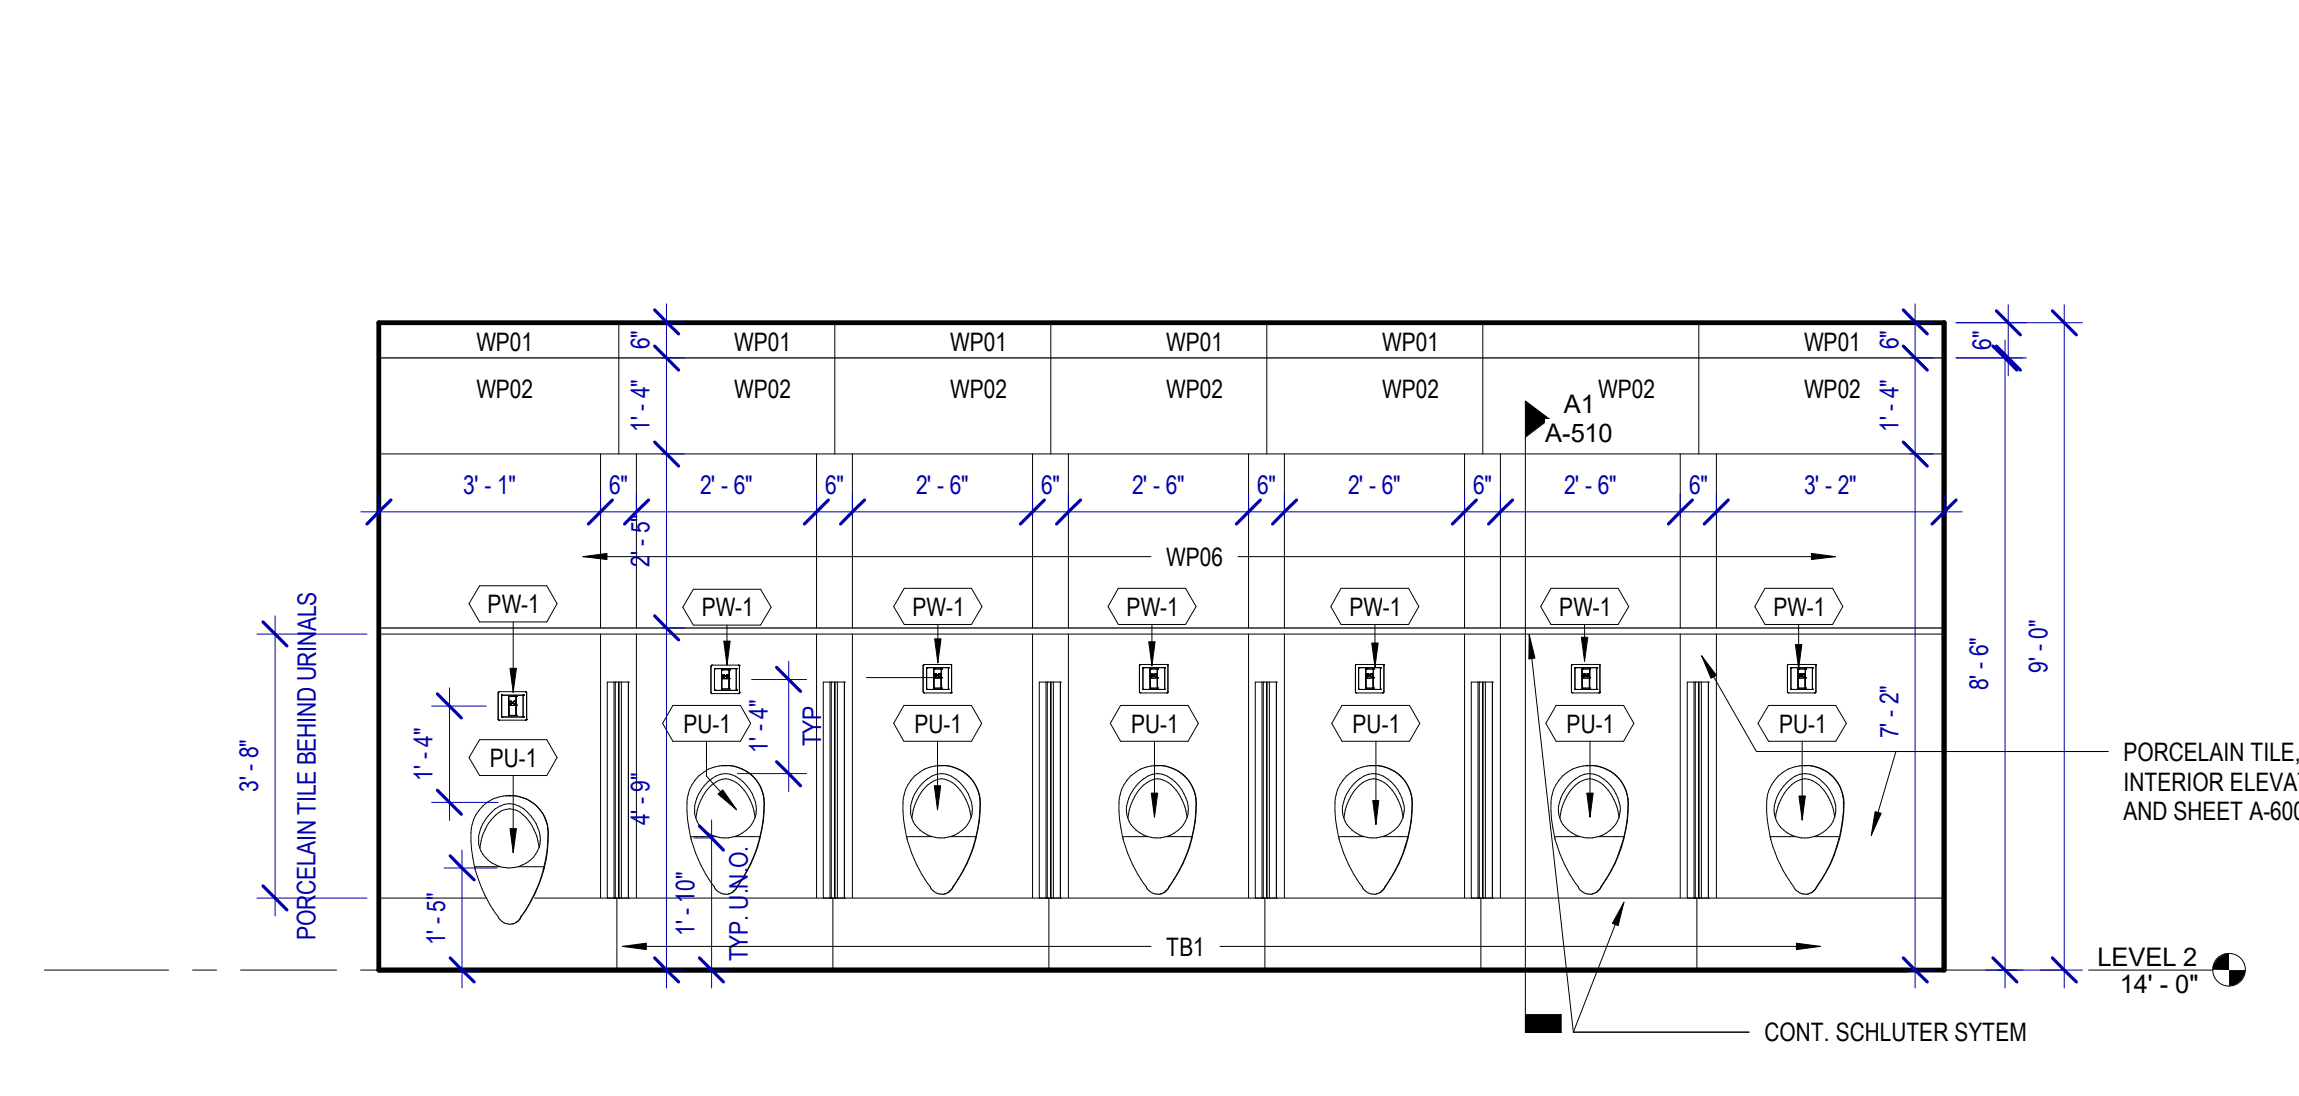 WP01 WP01 WP01 WP01 WP01 WP01
6" 6" 6"
WP02 WP02 WP02 WP02 WP02 WP02 WP02
1' - 4" 1' - 4"
A1
A-510
3' - 1" 6" 2' - 6" 6" 2' - 6" 6" 2' - 6" 6" 2' - 6" 6" 2' - 6" 6" 3' - 2"
2' - 5"
WP06
PW-1 PW-1 PW-1 PW-1 PW-1 PW-1 PW-1
PORCELAIN TILE BEHIND URINALS
3' - 8"
8' - 6"
9' - 0"
7' - 2"
PU-1 PU-1 PU-1 PU-1 PU-1 PU-1 PU-1
1' - 4"
1' - 4"
TYP
4' - 9"
PORCELAIN TILE,
INTERIOR ELEVAT
AND SHEET A-600
1' - 5"
1' - 10"
TYP. U.N.O.
TB1
LEVEL 2
14' - 0"
CONT. SCHLUTER SYTEM